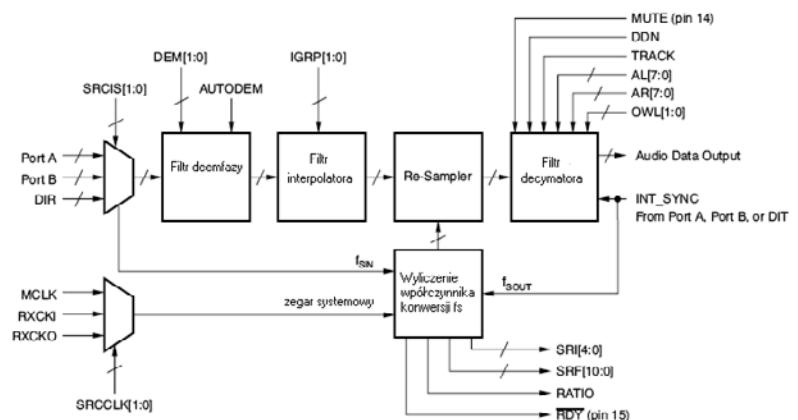 MUTE (pin 14)
DDN
TRACK
AL[7:0]
AR[7:0]
OWL[1:0]
DEM[1:0]
IGRP[1:0]
SRCIS[1:0]
AUTODEM
Port A
Port B
DIR
Filtr deemfazy
Filtr
interpolatora
Re-Sampler
Filtr
decymatora
Audio Data Output
INT_SYNC
From Port A, Port B, or DIT
fSIN
fSOUT
Wyliczenie
wpółczynnika
konwersji fs
MCLK
RXCKI
RXCKO
zegar systemowy
SRCCLK[1:0]
SRI[4:0]
SRF[10:0]
RATIO
RDY (pin 15)